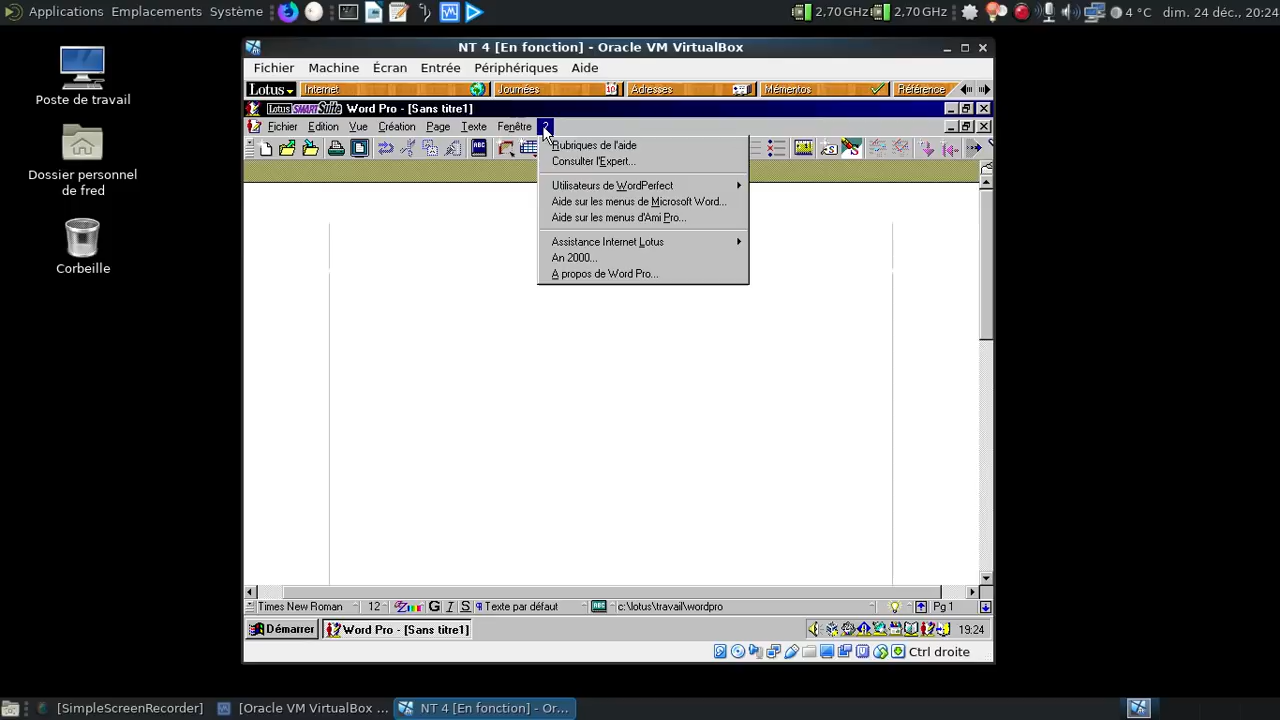 Applications Emplacements Système
2,70 GHz 2,70 GHz 4 °C dim. 24 déc., 20:24
Poste de travail
Dossier personnel
de fred
Corbeille
NT 4 [En fonction] - Oracle VM VirtualBox
Fichier Machine Écran Entrée Périphériques Aide
Lotus Internet Journées 10 Adresses Mémentos Référence
Lotus SMARTSuite Word Pro - [Sans titre1]
Fichier Edition Vue Création Page Texte Fenêtre ?
Rubriques de l'aide
Consulter l'Expert...
Utilisateurs de WordPerfect
Aide sur les menus de Microsoft Word...
Aide sur les menus d'Ami Pro...
Assistance Internet Lotus
An 2000...
A propos de Word Pro...
Times New Roman 12 G I S Texte par défaut c:\lotus\travail\wordpro Pg 1
Démarrer Word Pro - [Sans titre1] 19:24
Ctrl droite
[SimpleScreenRecorder] [Oracle VM VirtualBox ... NT 4 [En fonction] - Or...